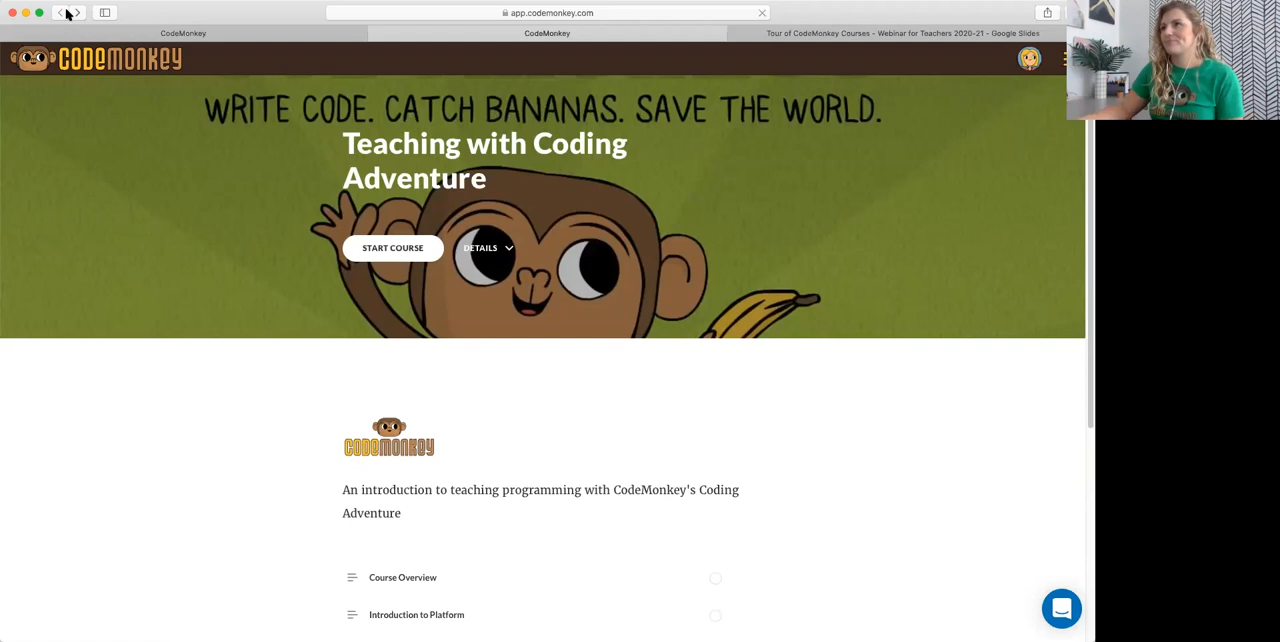 app.codemonkey.com
CodeMonkey
CodeMonkey
Tour of CodeMonkey Courses - Webinar for Teachers 2020-21 - Google Slides
CODEMONKEY
WRITE CODE. CATCH BANANAS. SAVE THE WORLD.
Teaching with Coding
Adventure
START COURSE
DETAILS
CODEMONKEY
An introduction to teaching programming with CodeMonkey's Coding
Adventure
Course Overview
Introduction to Platform